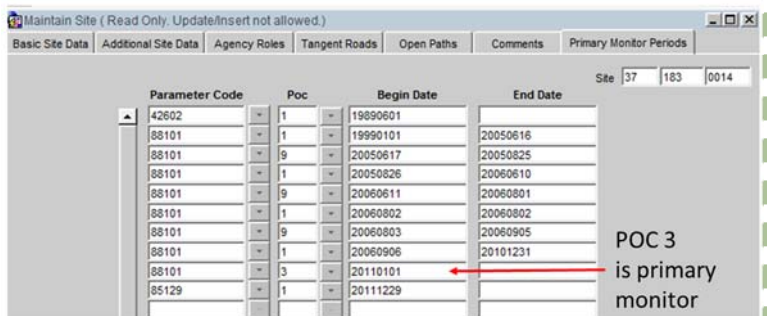 Maintain Site ( Read Only. Update/Insert not allowed.)
Basic Site Data Additional Site Data Agency Roles Tangent Roads Open Paths Comments Primary Monitor Periods
Site 37 183 0014
Parameter Code Poc Begin Date End Date
42602 1 19890601
88101 1 19990101 20050616
88101 9 20050617 20050825
88101 1 20050826 20060610
88101 9 20060611 20060801
88101 1 20060802 20060802
88101 9 20060803 20060905
88101 1 20060906 20101231
88101 3 20110101
85129 1 20111229
POC 3
is primary
monitor